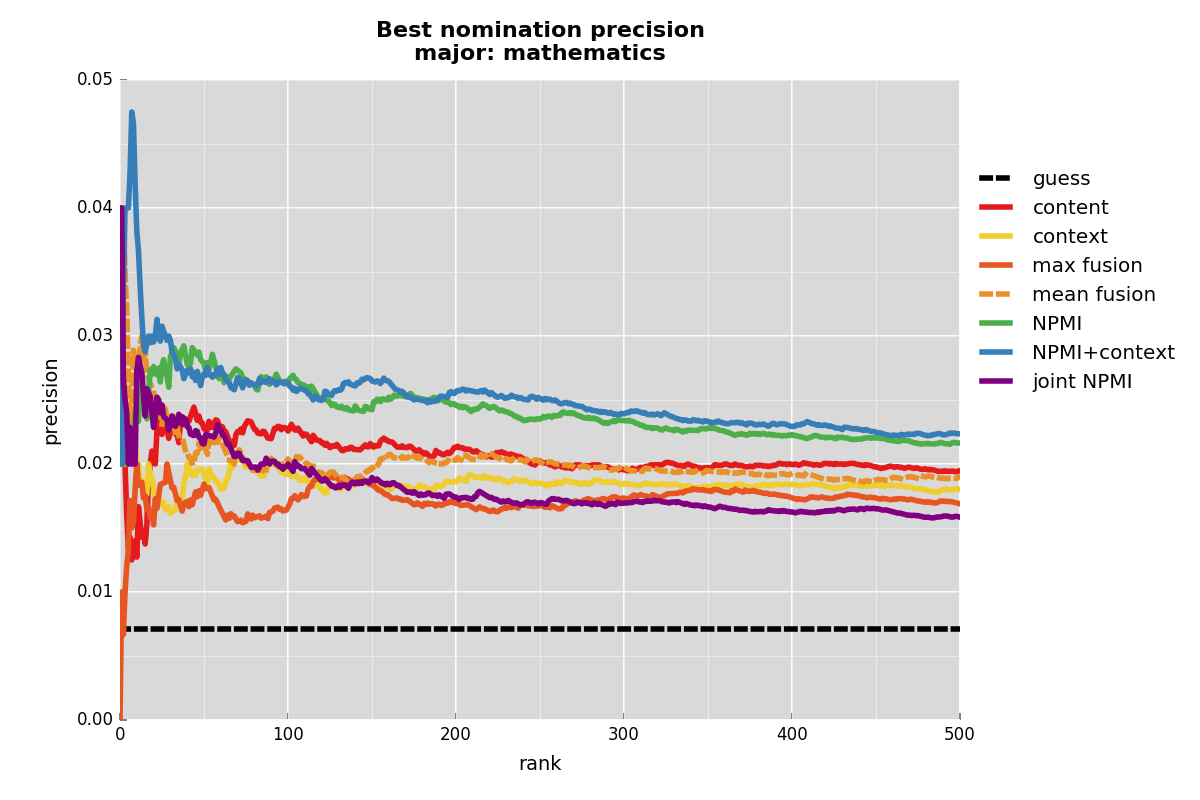 Best nomination precision
major: mathematics
precision
0.05
0.04
0.03
0.02
0.01
0.00
0
100
200
300
400
500
rank
guess
content
context
max fusion
mean fusion
NPMI
NPMI+context
joint NPMI